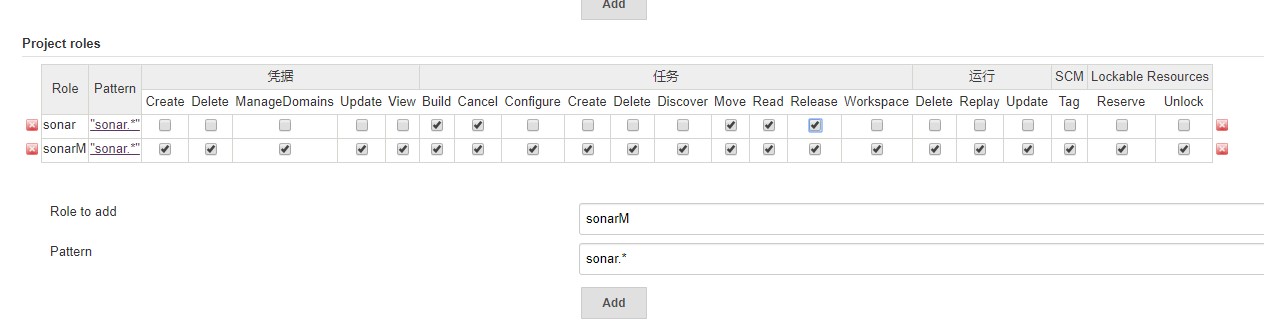 Add
Project roles
Role Pattern 凭据 任务 运行 SCM Lockable Resources
Create Delete ManageDomains Update View Build Cancel Configure Create Delete Discover Move Read Release Workspace Delete Replay Update Tag Reserve Unlock
sonar "sonar.*"
sonarM "sonar.*"
Role to add sonarM
Pattern sonar.*
Add